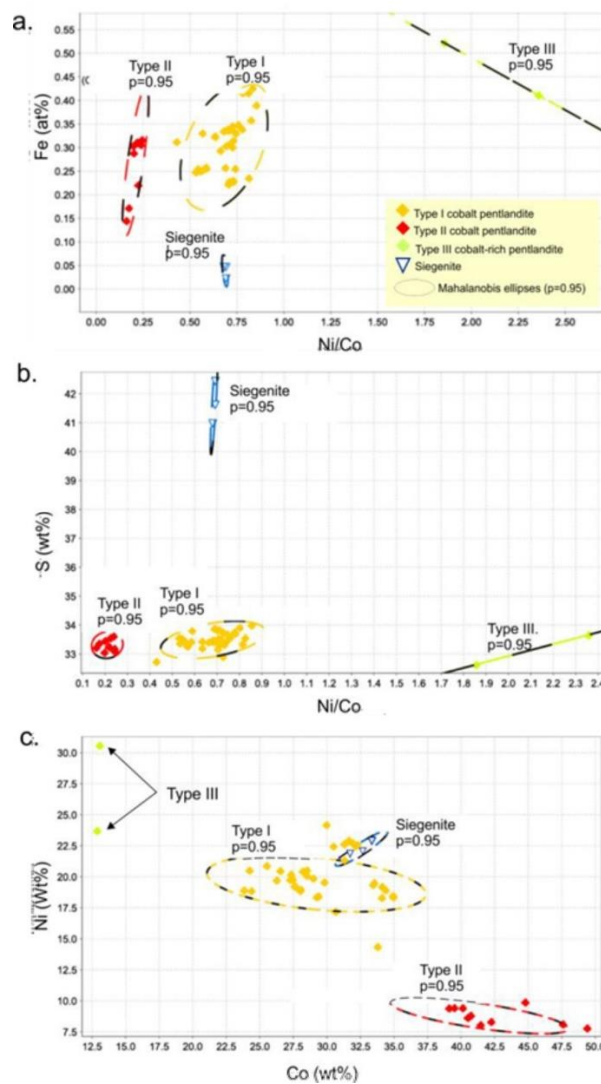 a.
Type II
p=0.95
Type I
p=0.95
Type III
p=0.95
Siegenite
p=0.95
Fe (at%)
0.55
0.50
0.45
0.40
0.35
0.30
0.25
0.20
0.15
0.10
0.05
0.00
Type I cobalt pentlandite
Type II cobalt pentlandite
Type III cobalt-rich pentlandite
Siegenite
Mahalanobis ellipses (p=0.95)
0.00 0.25 0.50 0.75 1.00 1.25 1.50 1.75 2.00 2.25 2.50
Ni/Co
b.
Siegenite
p=0.95
Type II
p=0.95
Type I
p=0.95
Type III.
p=0.95
S (wt%)
42
41
40
39
38
37
36
35
34
33
0.1 0.2 0.3 0.4 0.5 0.6 0.7 0.8 0.9 1.0 1.1 1.2 1.3 1.4 1.5 1.6 1.7 1.8 1.9 2.0 2.1 2.2 2.3 2.4
Ni/Co
c.
Type III
Type I
p=0.95
Siegenite
p=0.95
Type II
p=0.95
Ni (Wt%)
30.0
27.5
25.0
22.5
20.0
17.5
15.0
12.5
10.0
7.5
12.5 15.0 17.5 20.0 22.5 25.0 27.5 30.0 32.5 35.0 37.5 40.0 42.5 45.0 47.5 50.0
Co (wt%)